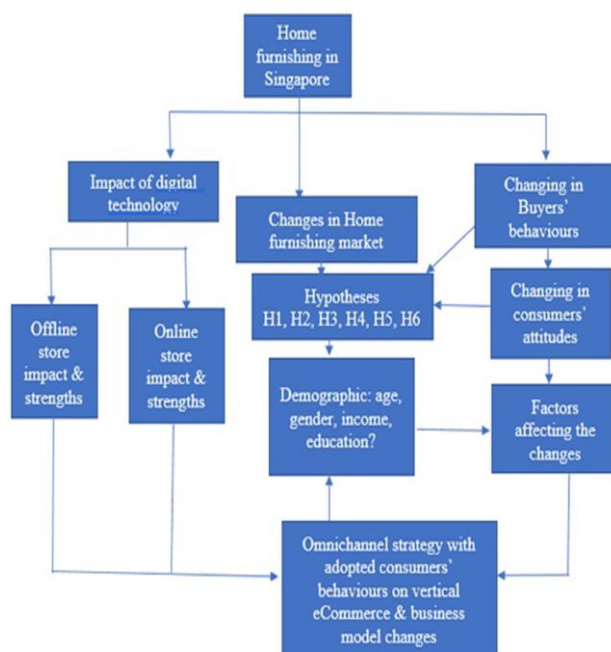 Home
furnishing in
Singapore
Impact of digital
technology
Changes in Home
furnishing market
Changing in
Buyers'
behaviours
Hypotheses
H1, H2, H3, H4, H5, H6
Changing in
consumers'
attitudes
Offline
store
impact &
strengths
Online
store
impact &
strengths
Demographic: age,
gender, income,
education?
Factors
affecting the
changes
Omnichannel strategy with
adopted consumers'
behaviours on vertical
eCommerce & business
model changes